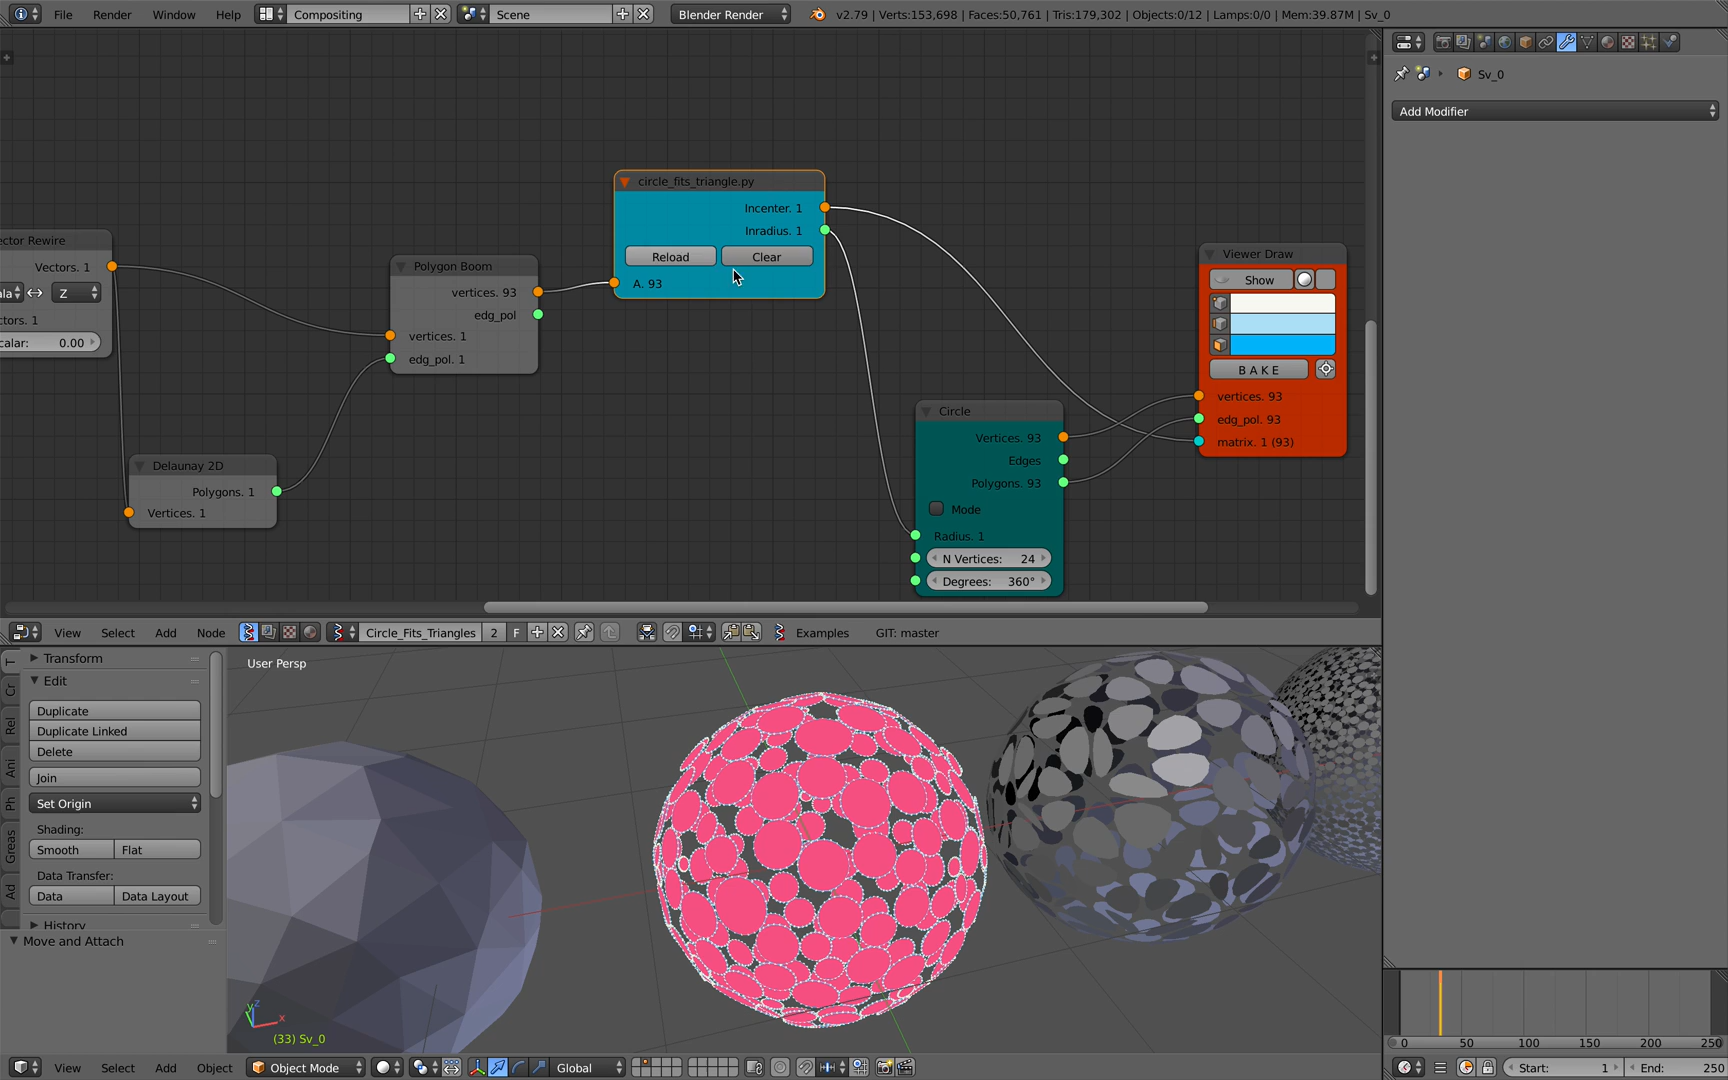 File Render Window Help Compositing Scene Blender Render v2.79 | Verts:153,698 | Faces:50,761 | Tris:179,302 | Objects:0/12 | Lamps:0/0 | Mem:39.87M | Sv_0
Sv_0
Add Modifier
ector Rewire
Vectors. 1
ala Z
ctors. 1
calar: 0.00
Polygon Boom
vertices. 93
edg_pol
vertices. 1
edg_pol. 1
Delaunay 2D
Polygons. 1
Vertices. 1
circle_fits_triangle.py
Incenter. 1
Inradius. 1
Reload Clear
A. 93
Circle
Vertices. 93
Edges
Polygons. 93
Mode
Radius. 1
N Vertices: 24
Degrees: 360°
Viewer Draw
Show
B A K E
vertices. 93
edg_pol. 93
matrix. 1 (93)
View Select Add Node Circle_Fits_Triangles 2 F Examples GIT: master
T
Cr
Rel
Ani
Ph
Greas
Ad
Transform
Edit
Duplicate
Duplicate Linked
Delete
Join
Set Origin
Shading:
Smooth Flat
Data Transfer:
Data Data Layout
History
Move and Attach
User Persp
y z
x
(33) Sv_0
View Select Add Object Object Mode Global
0 50 100 150 200 250
Start: 1 End: 250